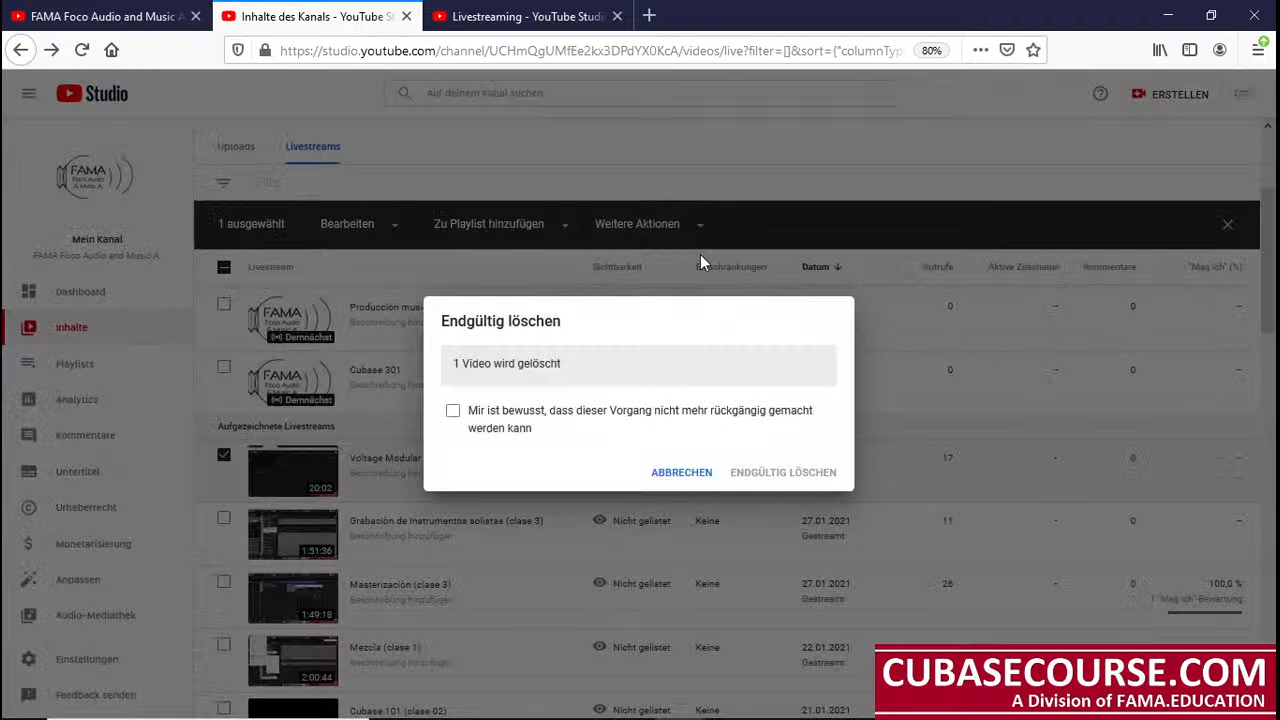 FAMA Foco Audio and Music A
Inhalte des Kanals - YouTube St
Livestreaming - YouTube Studi
https://studio.youtube.com/channel/UCHmQgUMfEe2kx3DPdYX0KcA/videos/live?filter=[]&sort={"columnTyp
80%
Studio
Auf deinem Kanal suchen
ERSTELLEN
Uploads
Livestreams
FAMA
Foco Audio
& Music A.
Mein Kanal
FAMA Foco Audio and Music A
1 ausgewählt
Bearbeiten
Zu Playlist hinzufügen
Weitere Aktionen
Livestream
Sichtbarkeit
Datum
Aufrufe
Aktive Zuschauer
Kommentare
"Mag ich" (%)
Dashboard
Inhalte
Playlists
Analytics
Kommentare
Untertitel
Urheberrecht
Monetarisierung
Anpassen
Audio-Mediathek
Einstellungen
Feedback senden
FAMA
Demnächst
Producción mus
Beschreibung hin
0
--
0
--
FAMA
Demnächst
Cubase 301
0
--
0
--
Aufgezeichnete Livestreams
20:02
Voltage Modular
17
-
0
--
1:51:36
Grabación de Instrumentos solistas (clase 3)
Beschreibung hinzufügen
Nicht gelistet
Keine
27.01.2021
Gestreamt
11
--
0
--
1:49:18
Masterización (clase 3)
Beschreibung hinzufügen
Nicht gelistet
Keine
27.01.2021
Gestreamt
26
--
0
100,0 %
1 "Mag ich"-Bewertung
2:00:44
Mezcla (clase 1)
Beschreibung hinzufügen
Nicht gelistet
Keine
22.01.2021
Gestreamt
Cubase 101 (clase 02)
Nicht gelistet
Keine
21.01.2021
Endgültig löschen
1 Video wird gelöscht
Mir ist bewusst, dass dieser Vorgang nicht mehr rückgängig gemacht
werden kann
ABBRECHEN
ENDGÜLTIG LÖSCHEN
CUBASECOURSE.COM
A Division of FAMA.EDUCATION